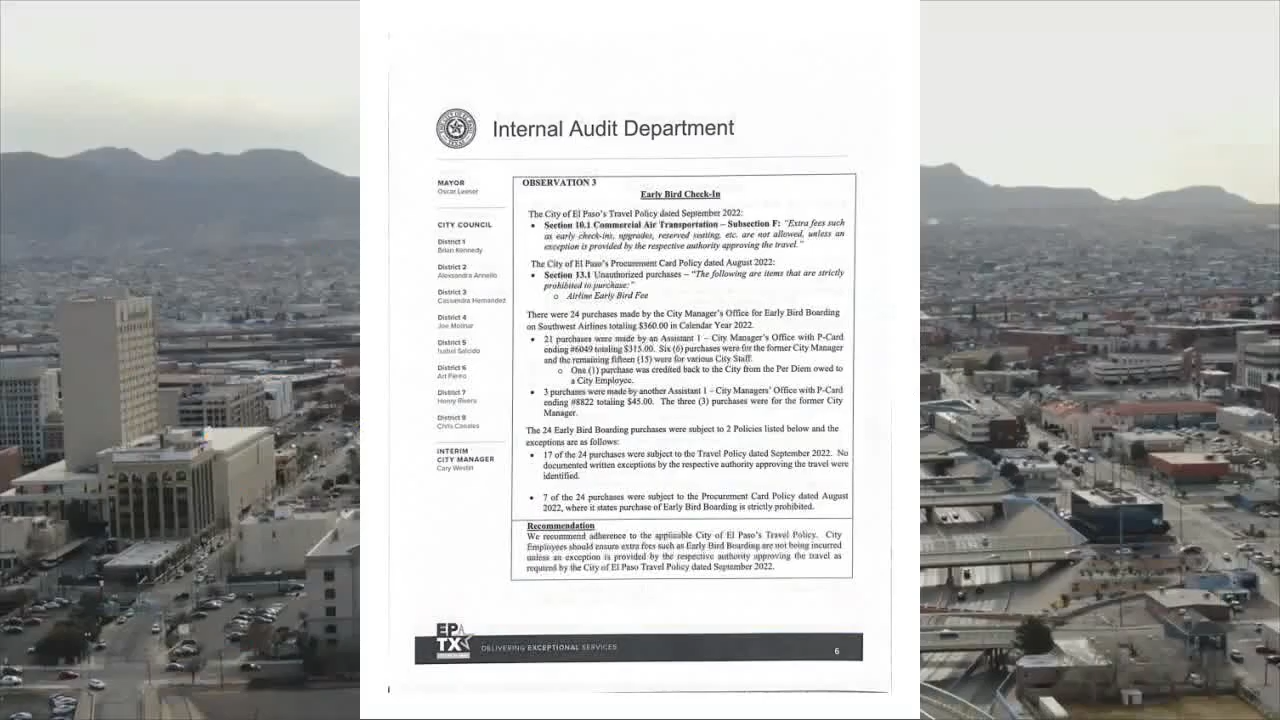 Internal Audit Department
MAYOR
Oscar Leeser
CITY COUNCIL
District 1
Brian Kennedy
District 2
Alexsandra Annello
District 3
Cassandra Hernandez
District 4
Joe Molinar
District 5
Isabel Salcido
District 6
Art Fierro
District 7
Henry Rivera
District 8
Chris Canales
INTERIM
CITY MANAGER
Cary Westin
OBSERVATION 3
Early Bird Check-In
The City of El Paso's Travel Policy dated September 2022:
• Section 10.1 Commercial Air Transportation – Subsection F: "Extra fees such
as early check-ins, upgrades, reserved seating, etc. are not allowed, unless an
exception is provided by the respective authority approving the travel."
The City of El Paso's Procurement Card Policy dated August 2022:
• Section 13.1 Unauthorized purchases – "The following are items that are strictly
prohibited to purchase:"
o Airline Early Bird Fee
There were 24 purchases made by the City Manager's Office for Early Bird Boarding
on Southwest Airlines totaling $360.00 in Calendar Year 2022.
• 21 purchases were made by an Assistant 1 – City Manager's Office with P-Card
ending #6049 totaling $315.00. Six (6) purchases were for the former City Manager
and the remaining fifteen (15) were for various City Staff.
o One (1) purchase was credited back to the City from the Per Diem owed to
a City Employee.
• 3 purchases were made by another Assistant 1 – City Managers' Office with P-Card
ending #8822 totaling $45.00. The three (3) purchases were for the former City
Manager.
The 24 Early Bird Boarding purchases were subject to 2 Policies listed below and the
exceptions are as follows:
• 17 of the 24 purchases were subject to the Travel Policy dated September 2022. No
documented written exceptions by the respective authority approving the travel were
identified.
• 7 of the 24 purchases were subject to the Procurement Card Policy dated August
2022, where it states purchase of Early Bird Boarding is strictly prohibited.
Recommendation
We recommend adherence to the applicable City of El Paso's Travel Policy. City
Employees should ensure extra fees such as Early Bird Boarding are not being incurred
unless an exception is provided by the respective authority approving the travel as
required by the City of El Paso Travel Policy dated September 2022.
EP
TX
DELIVERING EXCEPTIONAL SERVICES
6